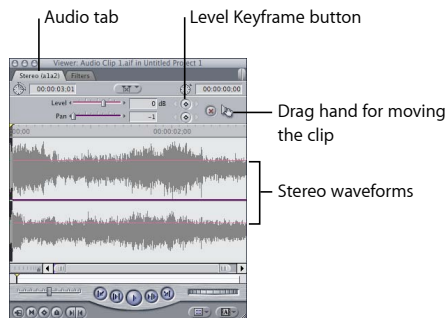 Audio tab
Level Keyframe button
Viewer: Audio Clip 1.aif in Untitled Project 1
Stereo (a1a2) Filters
00:00:03;01 00:00:00;00
Level 0 dB
Pan -1
Drag hand for moving
the clip
00;00 00:00:02;00
Stereo waveforms